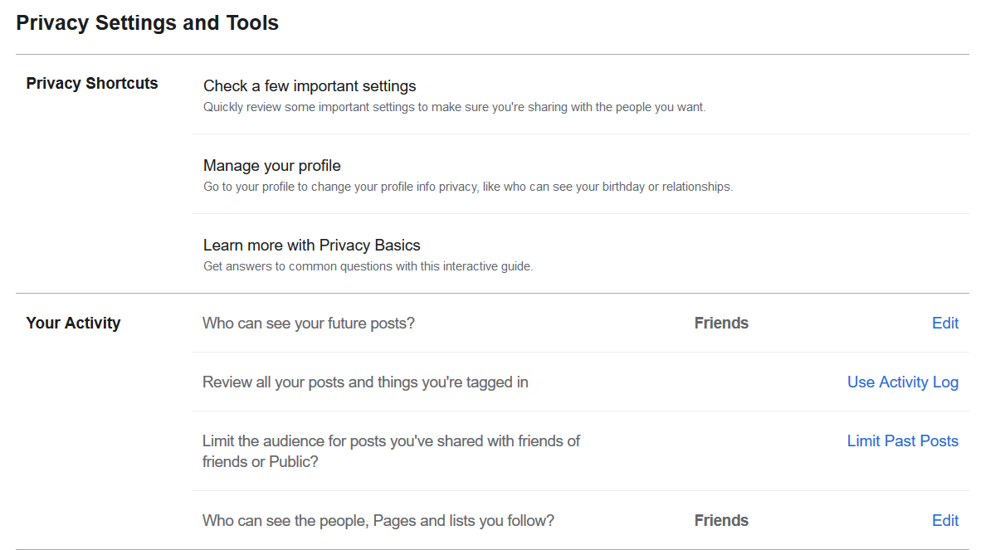 Privacy Settings and Tools
Privacy Shortcuts
Check a few important settings
Quickly review some important settings to make sure you're sharing with the people you want.
Manage your profile
Go to your profile to change your profile info privacy, like who can see your birthday or relationships.
Learn more with Privacy Basics
Get answers to common questions with this interactive guide.
Your Activity
Who can see your future posts? Friends Edit
Review all your posts and things you're tagged in Use Activity Log
Limit the audience for posts you've shared with friends of Limit Past Posts
friends or Public?
Who can see the people, Pages and lists you follow? Friends Edit